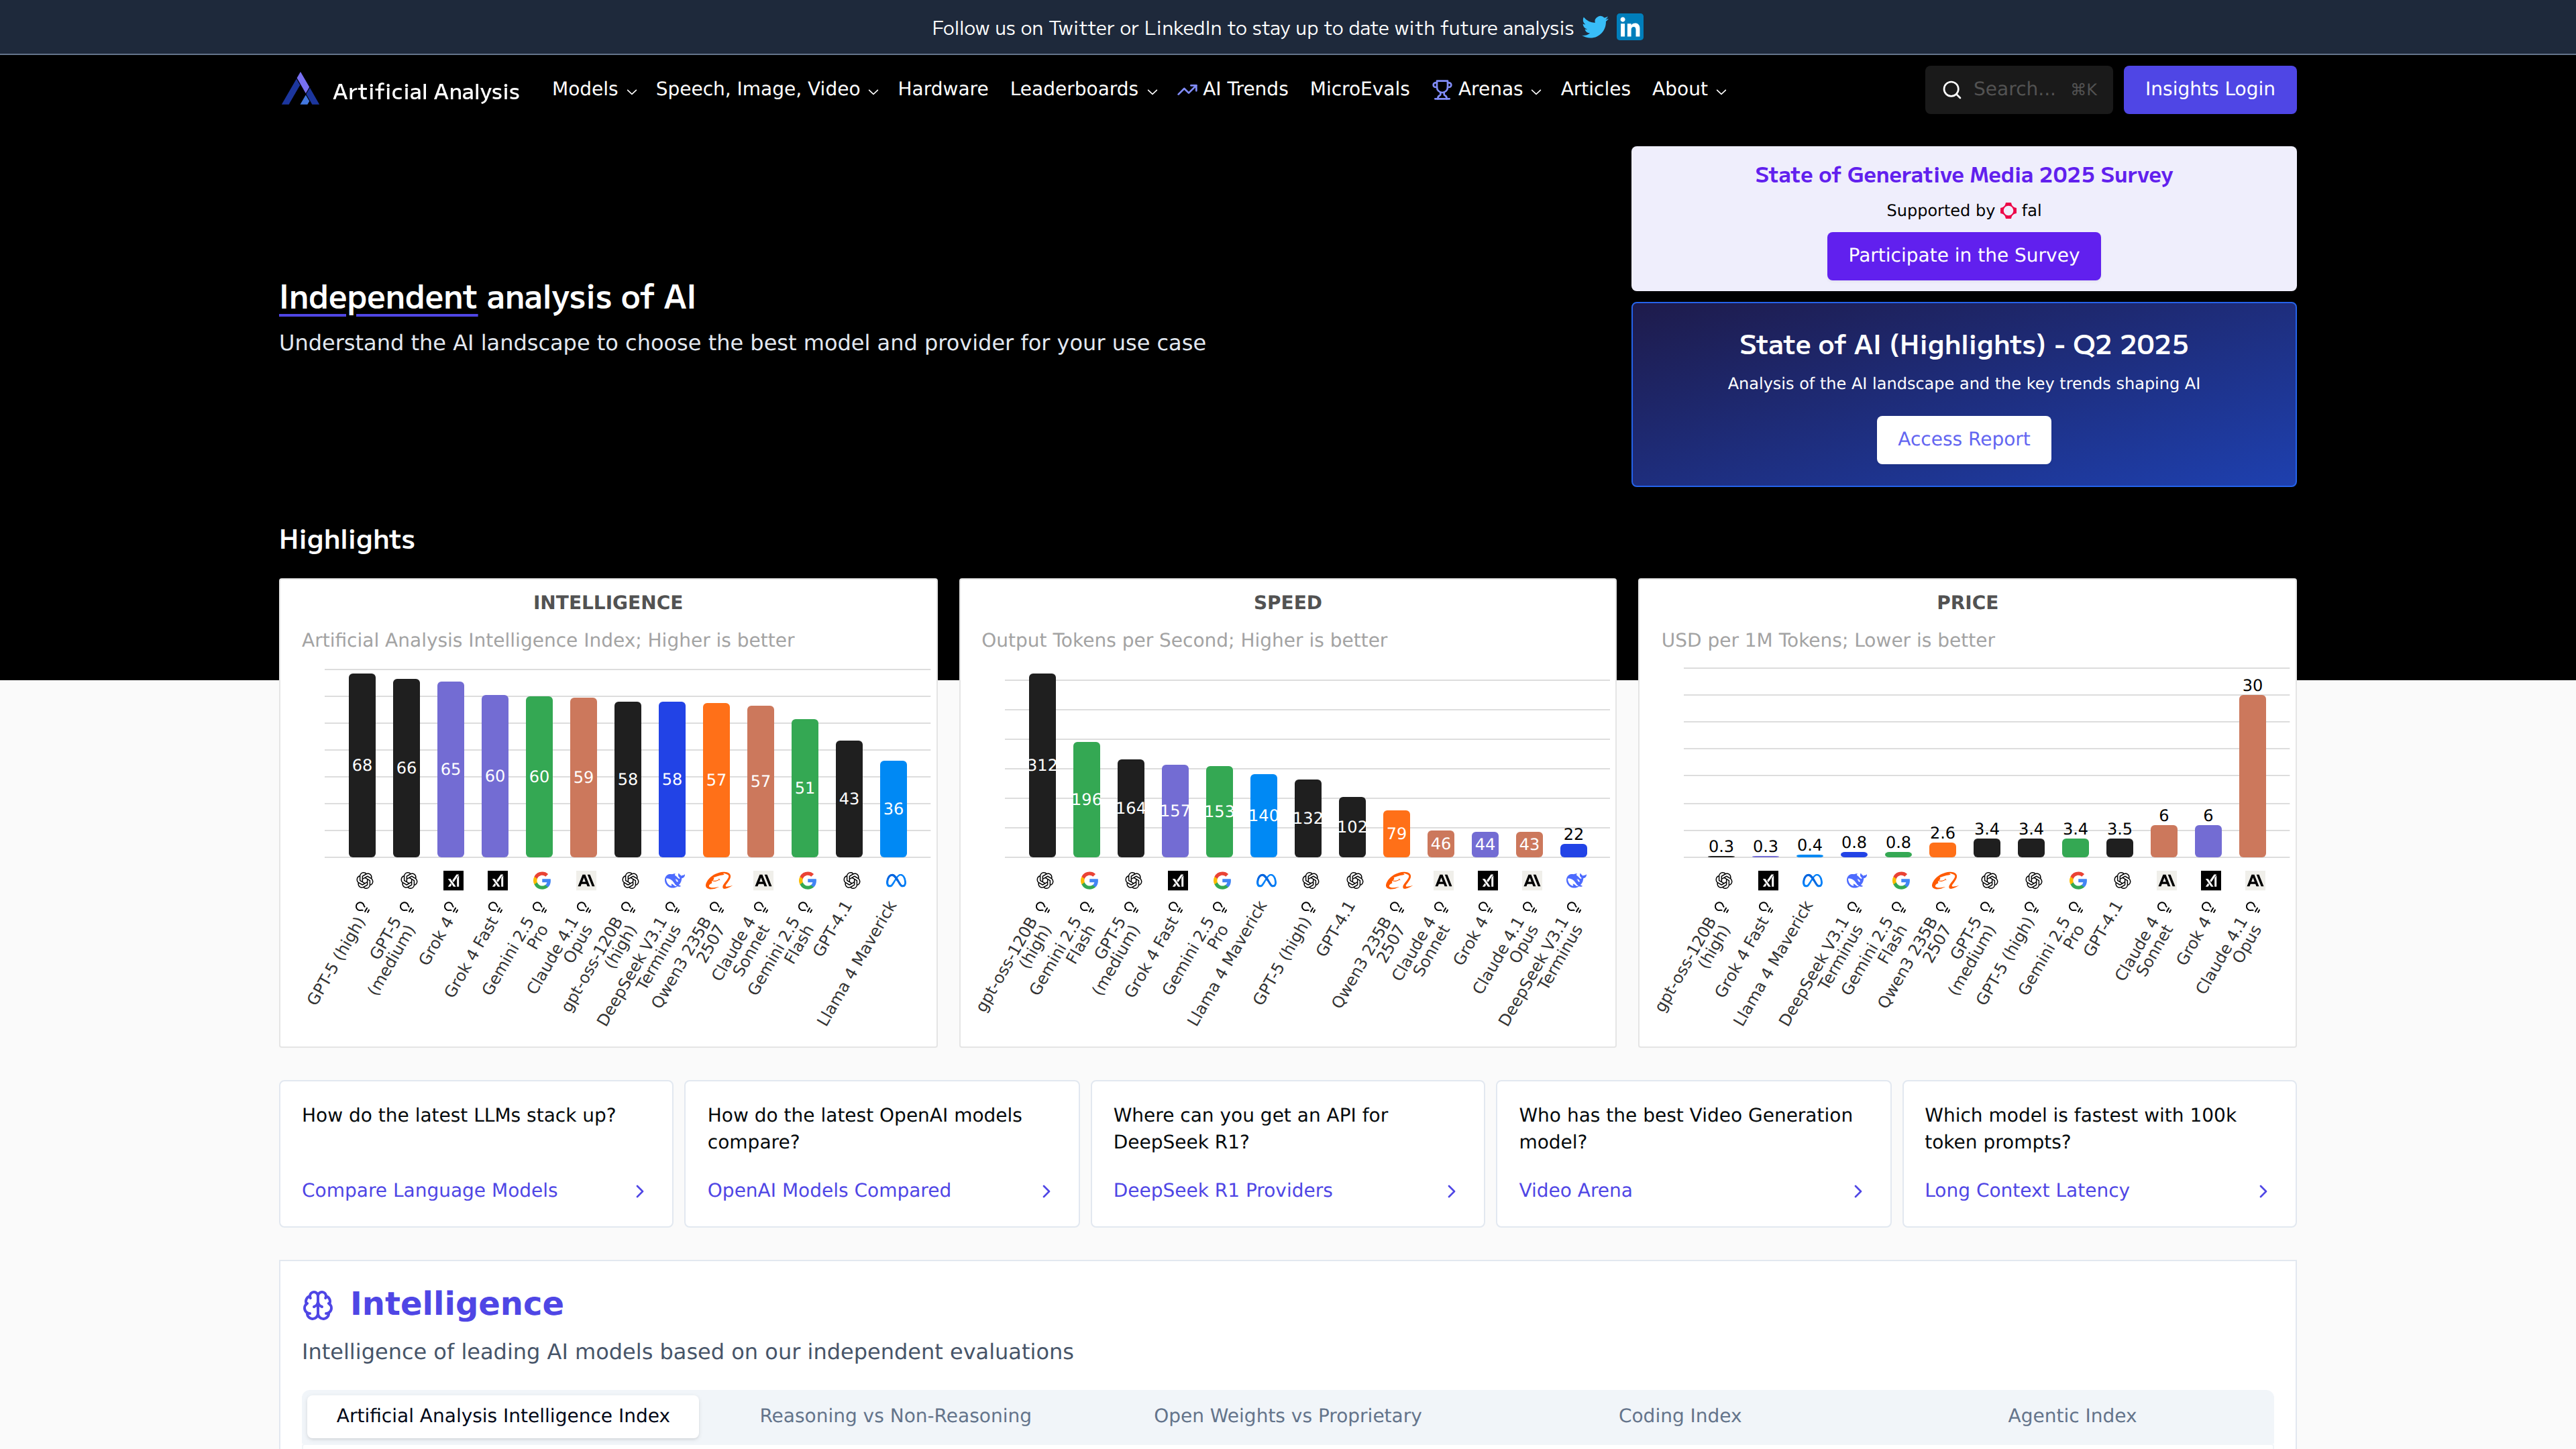 Follow us on Twitter or LinkedIn to stay up to date with future analysis
Artificial Analysis
Models
Speech, Image, Video
Hardware
Leaderboards
AI Trends
MicroEvals
Arenas
Articles
About
Search... ⌘K
Insights Login
State of Generative Media 2025 Survey
Supported by fal
Participate in the Survey
Independent analysis of AI
Understand the AI landscape to choose the best model and provider for your use case
State of AI (Highlights) - Q2 2025
Analysis of the AI landscape and the key trends shaping AI
Access Report
Highlights
INTELLIGENCE
Artificial Analysis Intelligence Index; Higher is better
68 66 65 60 60 59 58 58 57 57 51 43 36
GPT-5 (high)
GPT-5
(medium)
Grok 4
Grok 4 Fast
Gemini 2.5
Pro
Claude 4.1
Opus
gpt-oss-120B
(high)
DeepSeek V3.1
Terminus
Qwen3 235B
2507
Claude 4
Sonnet
Gemini 2.5
Flash
GPT-4.1
Llama 4 Maverick
SPEED
Output Tokens per Second; Higher is better
312 196 164 157 153 140 132 102 79 46 44 43 22
gpt-oss-120B
(high)
Gemini 2.5
Flash
GPT-5
(medium)
Grok 4 Fast
Gemini 2.5
Pro
Llama 4 Maverick
GPT-5 (high)
GPT-4.1
Qwen3 235B
2507
Claude 4
Sonnet
Grok 4
Claude 4.1
Opus
DeepSeek V3.1
Terminus
PRICE
USD per 1M Tokens; Lower is better
0.3 0.3 0.4 0.8 0.8 2.6 3.4 3.4 3.4 3.5 6 6 30
gpt-oss-120B
(high)
Grok 4 Fast
Llama 4 Maverick
DeepSeek V3.1
Terminus
Gemini 2.5
Flash
Qwen3 235B
2507
GPT-5
(medium)
GPT-5 (high)
Gemini 2.5
Pro
GPT-4.1
Claude 4
Sonnet
Grok 4
Claude 4.1
Opus
How do the latest LLMs stack up?
Compare Language Models
How do the latest OpenAI models
compare?
OpenAI Models Compared
Where can you get an API for
DeepSeek R1?
DeepSeek R1 Providers
Who has the best Video Generation
model?
Video Arena
Which model is fastest with 100k
token prompts?
Long Context Latency
Intelligence
Intelligence of leading AI models based on our independent evaluations
Artificial Analysis Intelligence Index
Reasoning vs Non-Reasoning
Open Weights vs Proprietary
Coding Index
Agentic Index